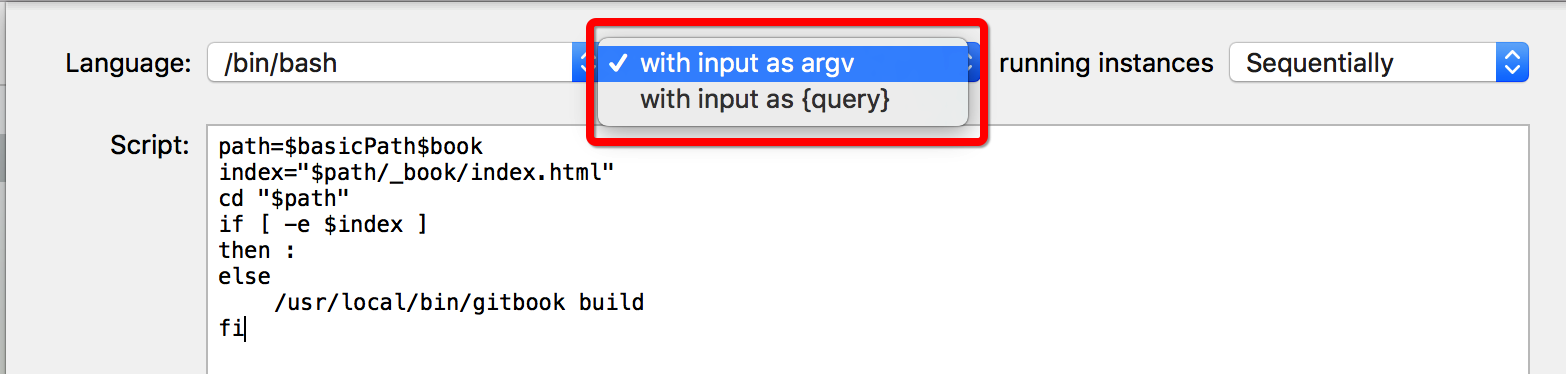 Language: /bin/bash ✓ with input as argv running instances Sequentially
with input as {query}
Script: path=$basicPath$book
index="$path/_book/index.html"
cd "$path"
if [ -e $index ]
then :
else
    /usr/local/bin/gitbook build
fi